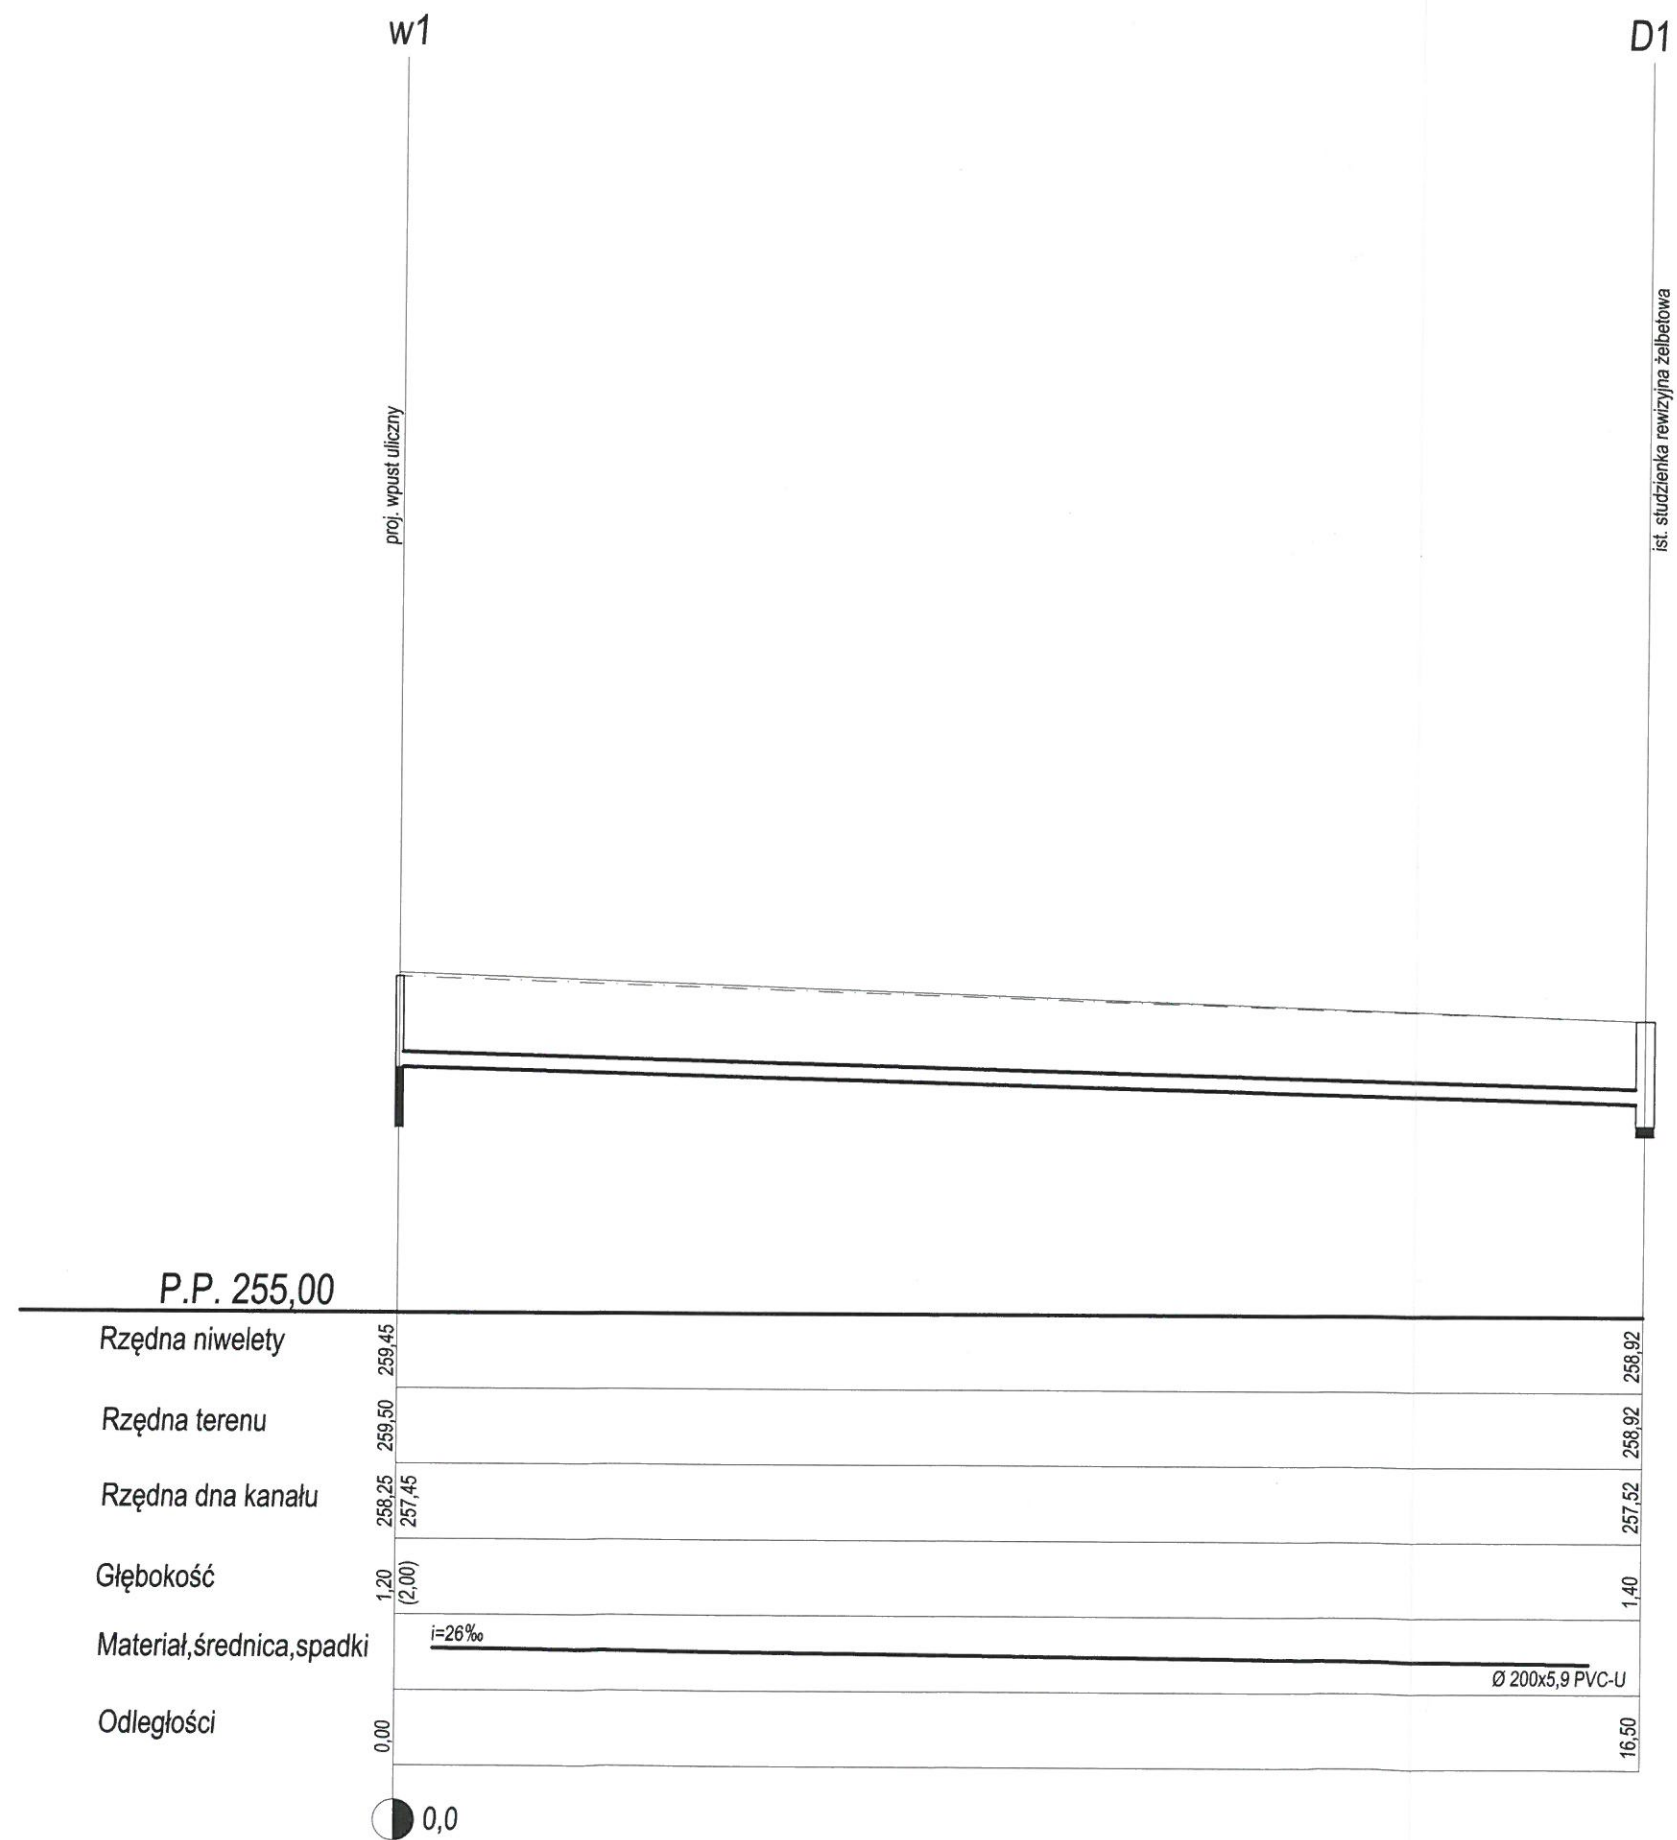 w1
D1
proj. wpust uliczny
ist. studzienka rewizyjna żelbetowa
P.P. 255,00
Rzędna niwelety
259,45
258,92
Rzędna terenu
259,50
258,92
Rzędna dna kanału
258,25
257,45
257,52
Głębokość
1,20
(2,00)
1,40
Materiał,średnica,spadki
i=26‰
Ø 200x5,9 PVC-U
Odległości
0,00
16,50
0,0